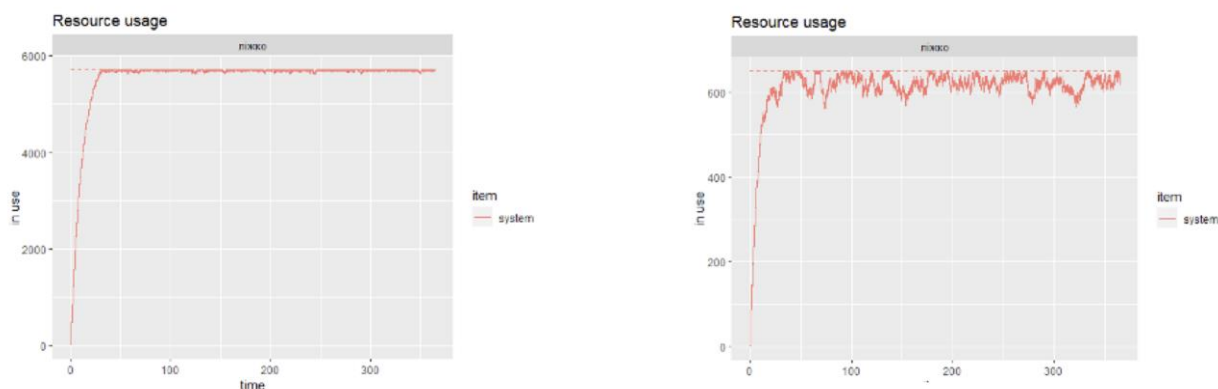 Resource usage
6000
4000
2000
0
in use
0 100 200 300
time
item
system
Resource usage
600
400
200
0
in use
0 100 200 300
item
system